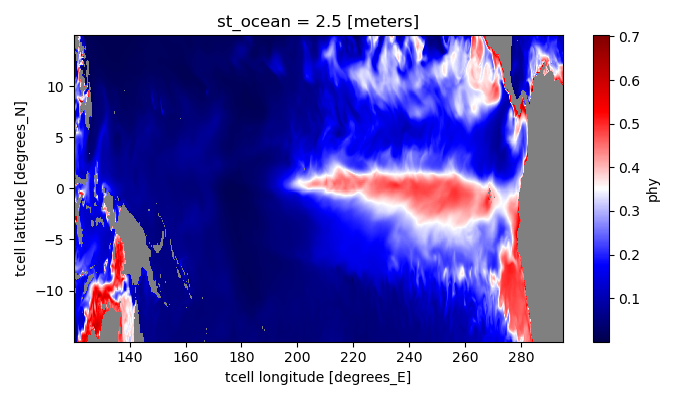 st_ocean = 2.5 [meters]
10
5
0
−5
−10
tcell latitude [degrees_N]
140 160 180 200 220 240 260 280
tcell longitude [degrees_E]
0.7
0.6
0.5
0.4
0.3
0.2
0.1
phy